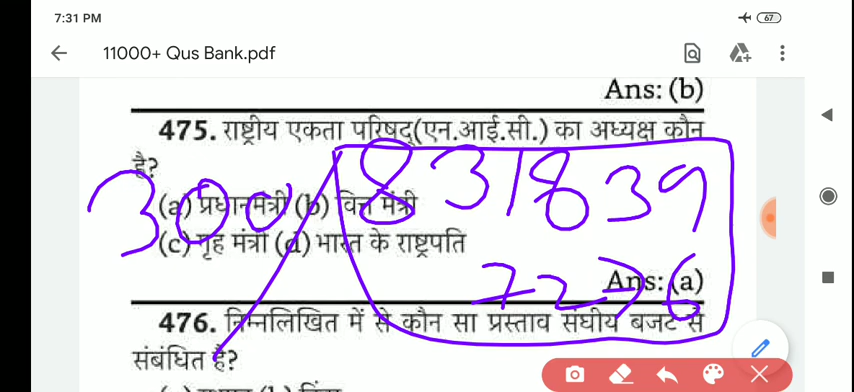 7:31 PM 67
11000+ Qus Bank.pdf
Ans: (b)
475. राष्ट्रीय एकता परिषद्(एन.आई.सी.) का अध्यक्ष कौन
है?
300 831839
(a) प्रधानमंत्री (b) वित्त मंत्री
(c) गृह मंत्री (d) भारत के राष्ट्रपति
7276
Ans: (a)
476. निम्नलिखित में से कौन सा प्रस्ताव संघीय बजट से
संबंधित है?